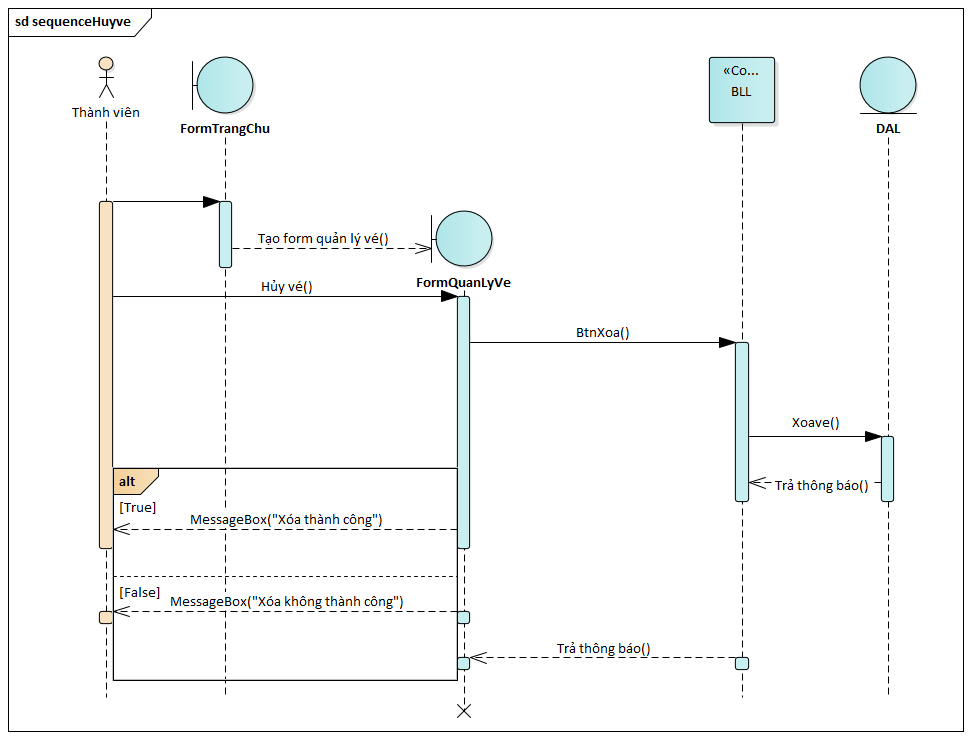 sd sequenceHuyve
Thành viên
FormTrangChu
«Co...
BLL
DAL
Tạo form quản lý vé()
FormQuanLyVe
Hủy vé()
BtnXoa()
Xoave()
Trả thông báo()
alt
[True]
MessageBox("Xóa thành công")
[False]
MessageBox("Xóa không thành công")
Trả thông báo()